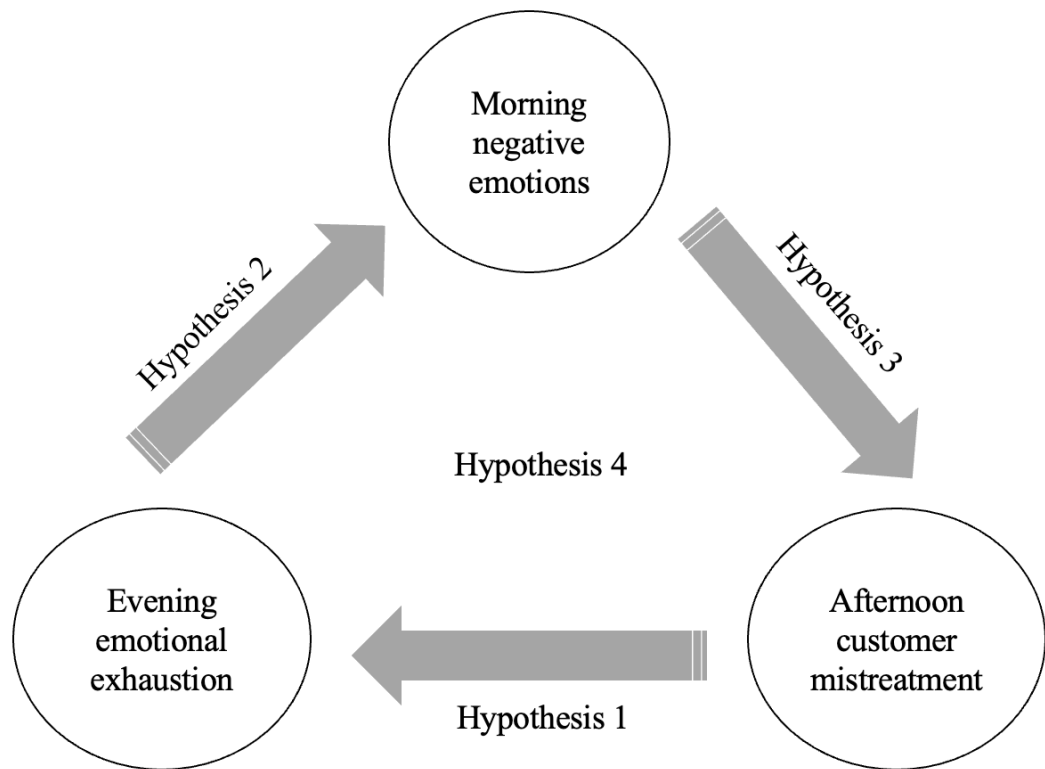 Morning
negative
emotions
Hypothesis 2
Hypothesis 3
Hypothesis 4
Evening
emotional
exhaustion
Afternoon
customer
mistreatment
Hypothesis 1